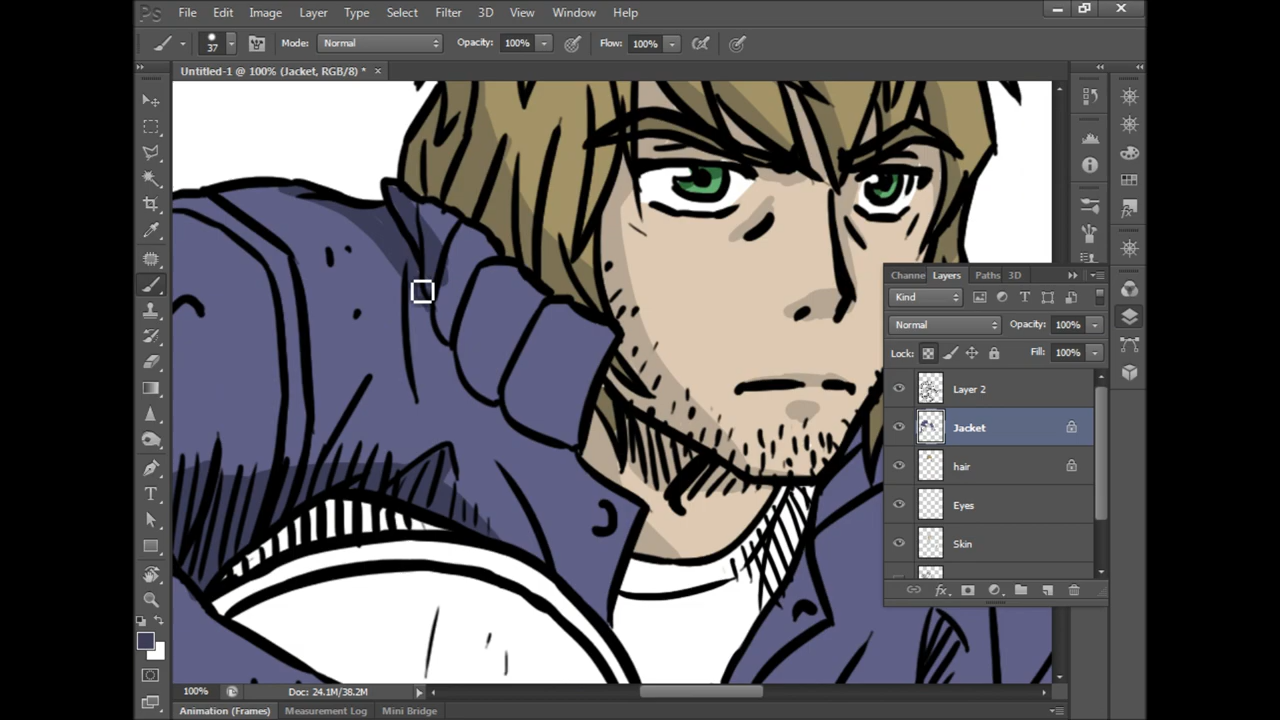 Ps File Edit Image Layer Type Select Filter 3D View Window Help
37 Mode: Normal Opacity: 100% Flow: 100%
Untitled-1 @ 100% (Jacket, RGB/8) * ×
Channe Layers Paths 3D
Kind
Normal Opacity: 100%
Lock: Fill: 100%
Layer 2
Jacket
hair
Eyes
Skin
100% Doc: 24.1M/38.2M
Animation (Frames) Measurement Log Mini Bridge